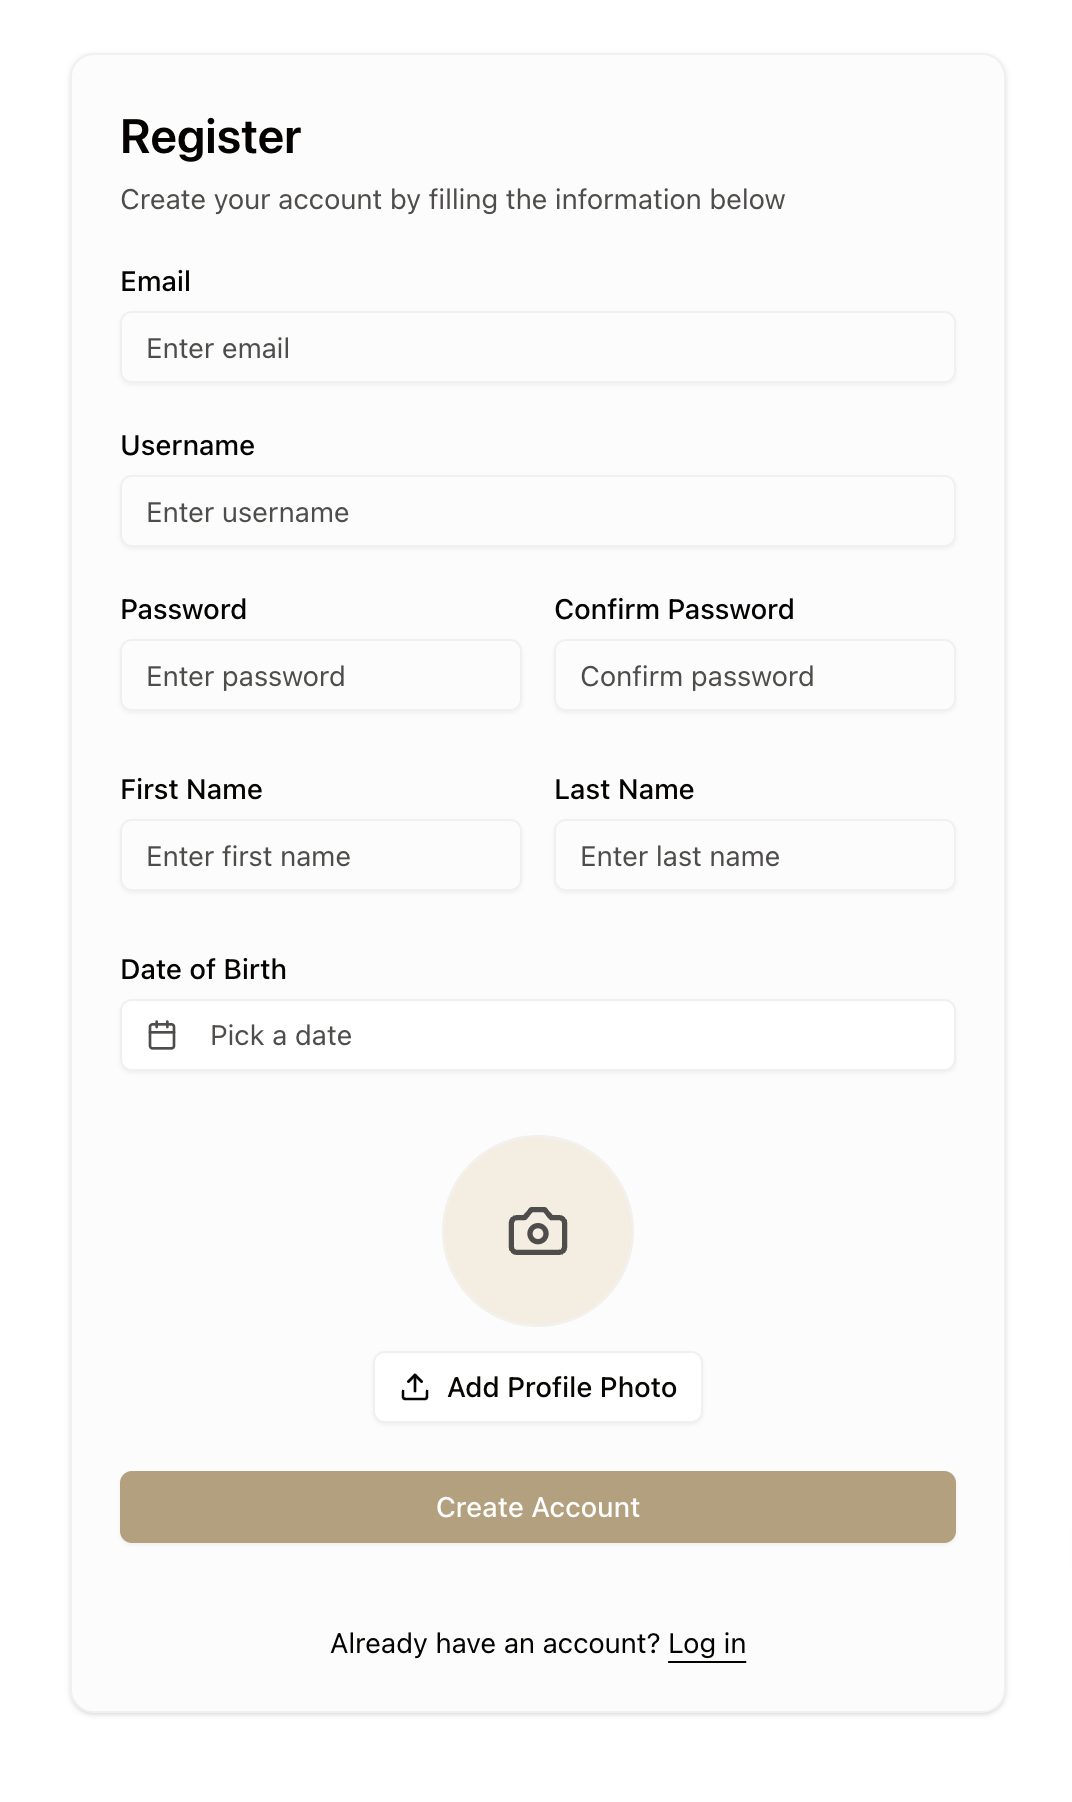 Register
Create your account by filling the information below
Email
Enter email
Username
Enter username
Password
Enter password
Confirm Password
Confirm password
First Name
Enter first name
Last Name
Enter last name
Date of Birth
Pick a date
Add Profile Photo
Create Account
Already have an account? Log in